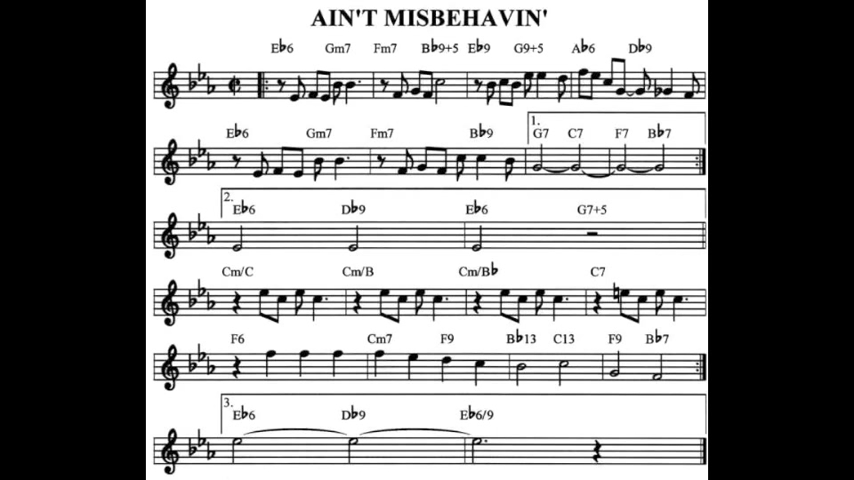 AIN'T MISBEHAVIN'
E♭6 Gm7 Fm7 B♭9+5 E♭9 G9+5 A♭6 D♭9
1.
E♭6 Gm7 Fm7 B♭9 G7 C7 F7 B♭7
2.
E♭6 D♭9 E♭6 G7+5
Cm/C Cm/B Cm/B♭ C7
F6 Cm7 F9 B♭13 C13 F9 B♭7
3.
E♭6 D♭9 E♭6/9